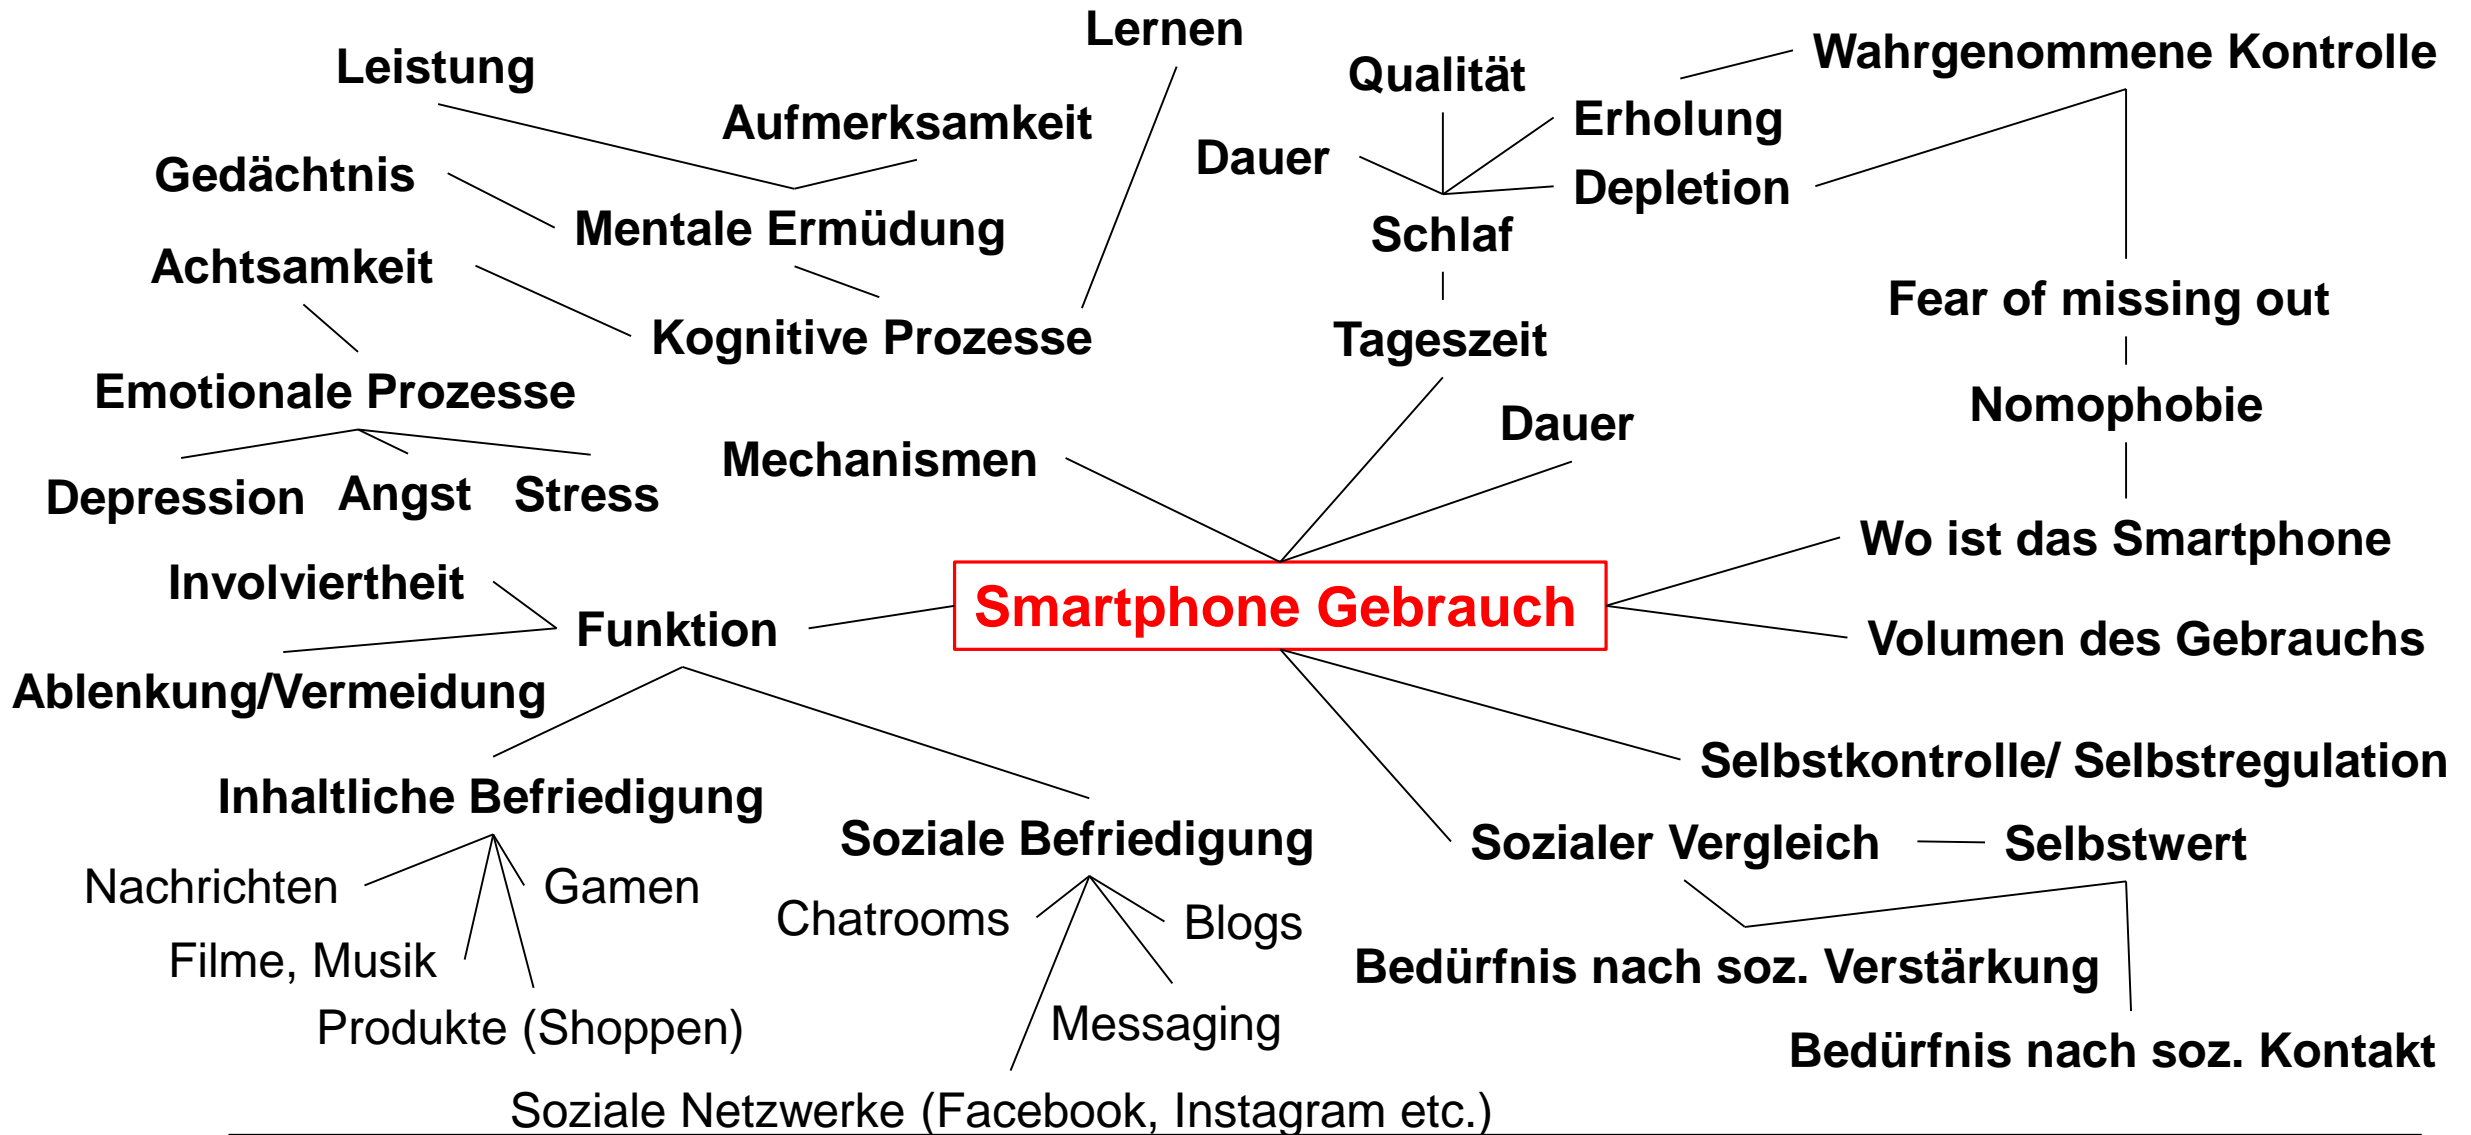 Lernen
Leistung
Wahrgenommene Kontrolle
Qualität
Aufmerksamkeit
Erholung
Dauer
Gedächtnis
Depletion
Mentale Ermüdung
Schlaf
Achtsamkeit
Fear of missing out
Kognitive Prozesse
Tageszeit
Emotionale Prozesse
Nomophobie
Dauer
Mechanismen
Depression
Angst
Stress
Wo ist das Smartphone
Involviertheit
Smartphone Gebrauch
Funktion
Volumen des Gebrauchs
Ablenkung/Vermeidung
Selbstkontrolle/ Selbstregulation
Inhaltliche Befriedigung
Soziale Befriedigung
Sozialer Vergleich
Selbstwert
Nachrichten
Gamen
Chatrooms
Blogs
Filme, Musik
Bedürfnis nach soz. Verstärkung
Produkte (Shoppen)
Messaging
Bedürfnis nach soz. Kontakt
Soziale Netzwerke (Facebook, Instagram etc.)